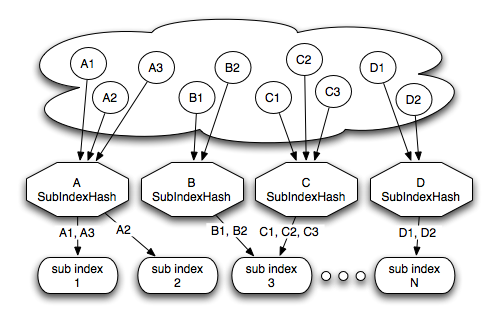 A1
A2
A3
B1
B2
C1
C2
C3
D1
D2
A
SubIndexHash
B
SubIndexHash
C
SubIndexHash
D
SubIndexHash
A1, A3
A2
B1, B2
C1, C2, C3
D1, D2
sub index
1
sub index
2
sub index
3
sub index
N